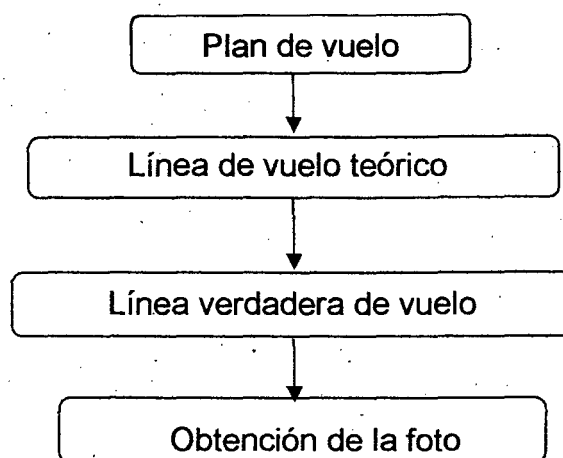 Plan de vuelo
Línea de vuelo teórico
Línea verdadera de vuelo
Obtención de la foto